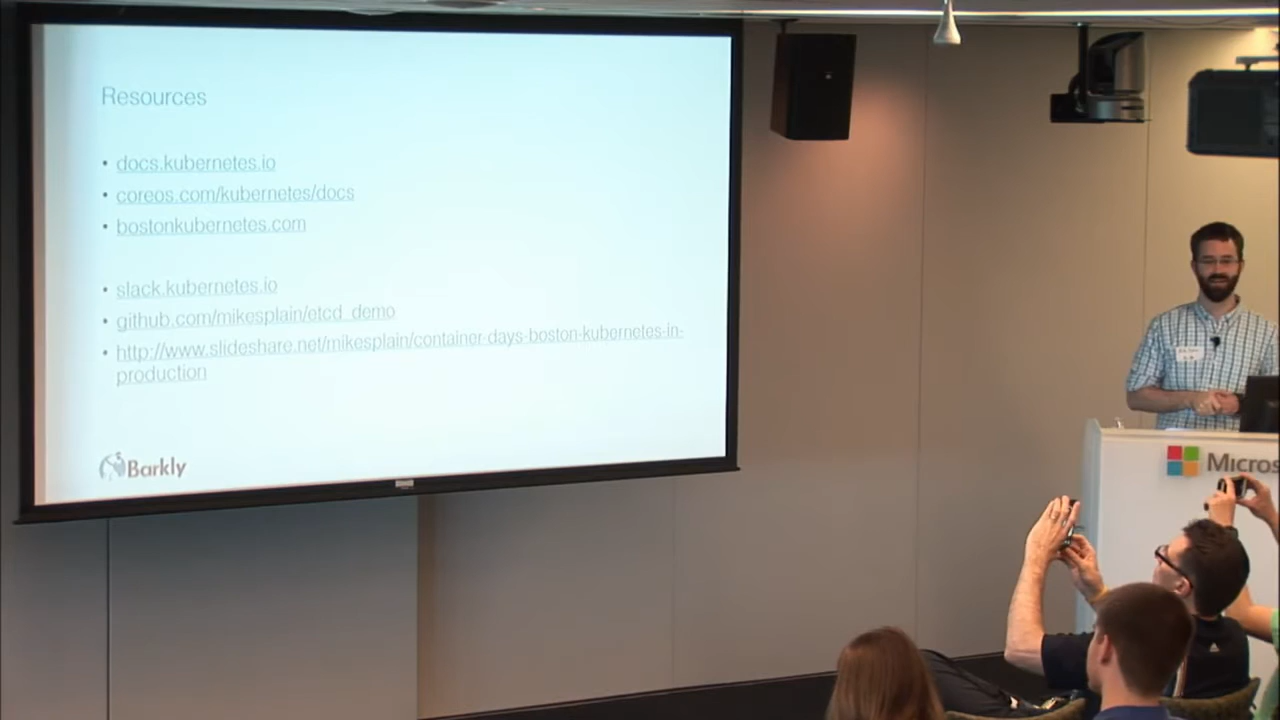 Resources
• docs.kubernetes.io
• coreos.com/kubernetes/docs
• bostonkubernetes.com
• slack.kubernetes.io
• github.com/mikesplain/etcd_demo
• http://www.slideshare.net/mikesplain/container-days-boston-kubernetes-in-
production
Barkly
Micros